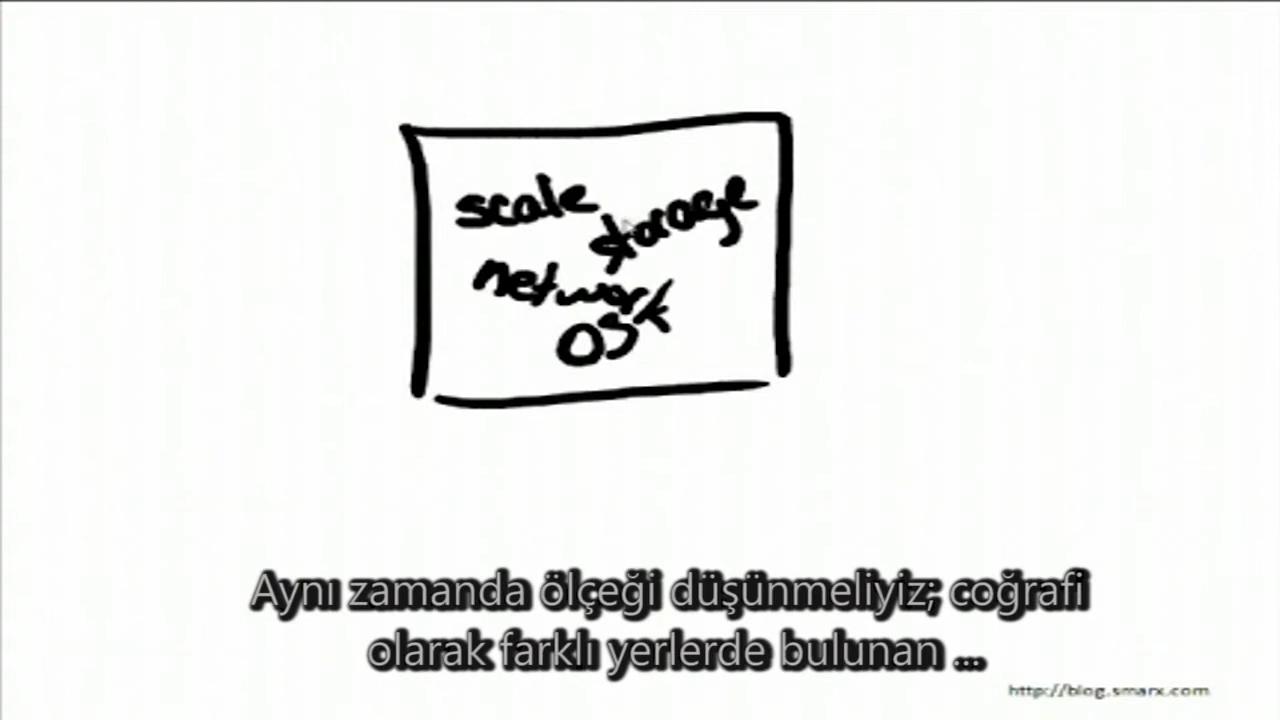 scale
storage
network
OS
Aynı zamanda ölçeği düşünmeliyiz; coğrafi
olarak farklı yerlerde bulunan ...
http://blog.smarx.com